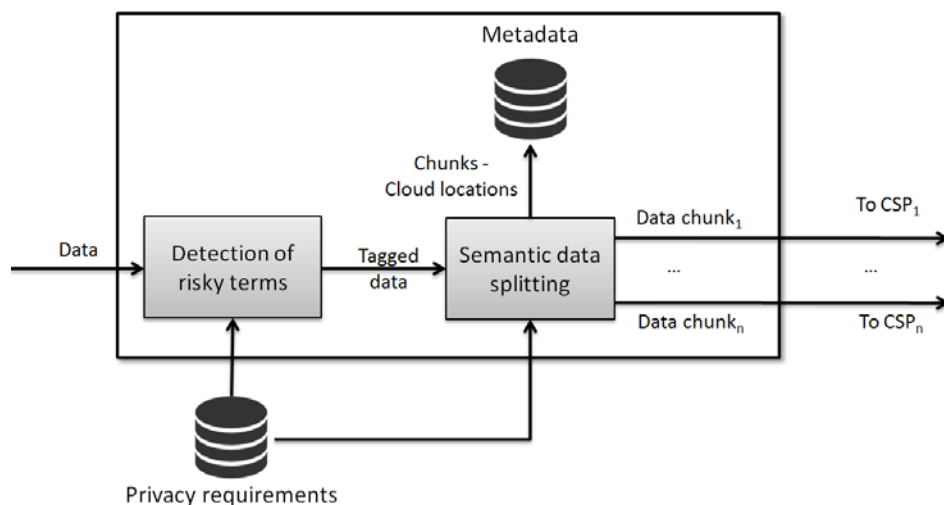 Metadata
Chunks -
Cloud locations
Data
Detection of
risky terms
Tagged
data
Semantic data
splitting
Data chunk₁
To CSP₁
...
...
Data chunkₙ
To CSPₙ
Privacy requirements